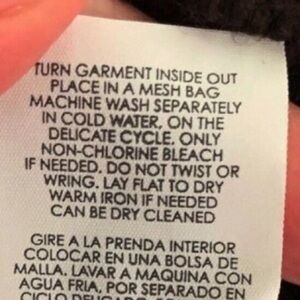 TURN GARMENT INSIDE OUT
PLACE IN A MESH BAG
MACHINE WASH SEPARATELY
IN COLD WATER, ON THE
DELICATE CYCLE. ONLY
NON-CHLORINE BLEACH
IF NEEDED. DO NOT TWIST OR
WRING. LAY FLAT TO DRY
WARM IRON IF NEEDED
CAN BE DRY CLEANED
GIRE A LA PRENDA INTERIOR
COLOCAR EN UNA BOLSA DE
MALLA. LAVAR A MAQUINA CON
AGUA FRIA, POR SEPARADO EN
CICLO DELICADO